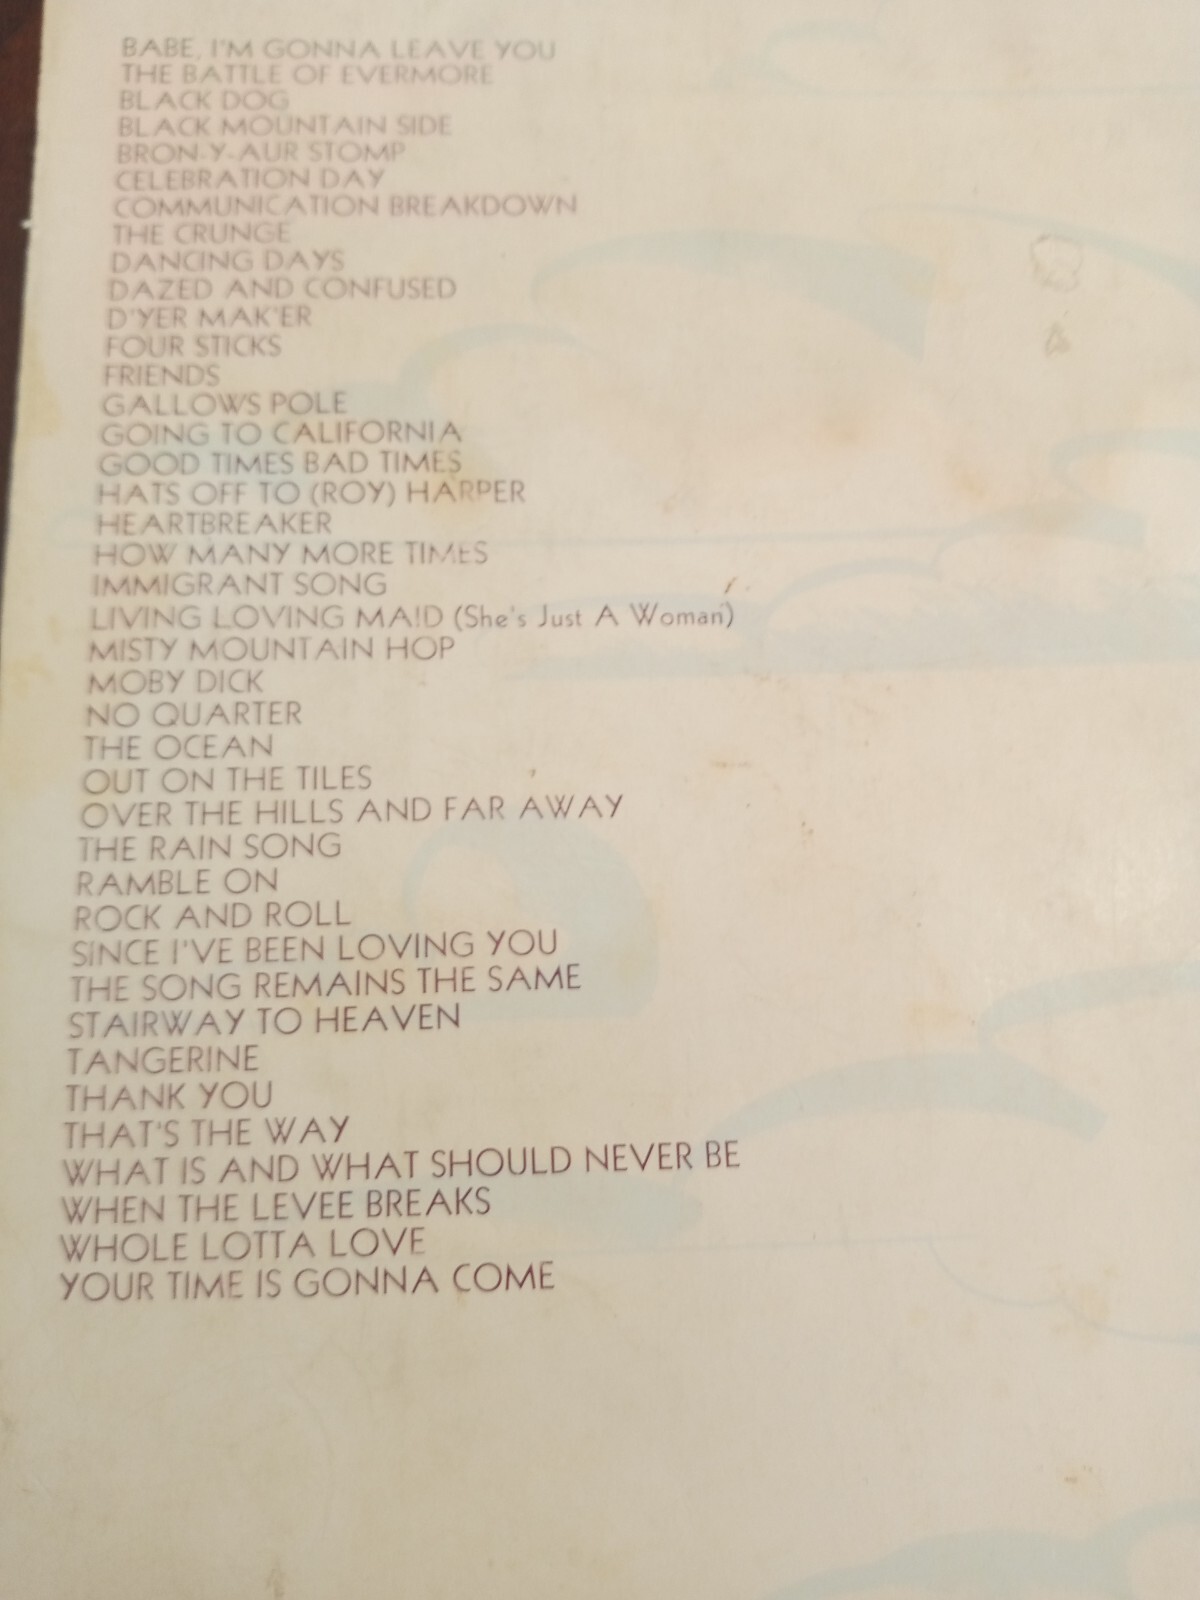 BABE, I'M GONNA LEAVE YOU
THE BATTLE OF EVERMORE
BLACK DOG
BLACK MOUNTAIN SIDE
BRON-Y-AUR STOMP
CELEBRATION DAY
COMMUNICATION BREAKDOWN
THE CRUNGE
DANCING DAYS
DAZED AND CONFUSED
D'YER MAK'ER
FOUR STICKS
FRIENDS
GALLOWS POLE
GOING TO CALIFORNIA
GOOD TIMES BAD TIMES
HATS OFF TO (ROY) HARPER
HEARTBREAKER
HOW MANY MORE TIMES
IMMIGRANT SONG
LIVING LOVING MAID (She's Just A Woman)
MISTY MOUNTAIN HOP
MOBY DICK
NO QUARTER
THE OCEAN
OUT ON THE TILES
OVER THE HILLS AND FAR AWAY
THE RAIN SONG
RAMBLE ON
ROCK AND ROLL
SINCE I'VE BEEN LOVING YOU
THE SONG REMAINS THE SAME
STAIRWAY TO HEAVEN
TANGERINE
THANK YOU
THAT'S THE WAY
WHAT IS AND WHAT SHOULD NEVER BE
WHEN THE LEVEE BREAKS
WHOLE LOTTA LOVE
YOUR TIME IS GONNA COME